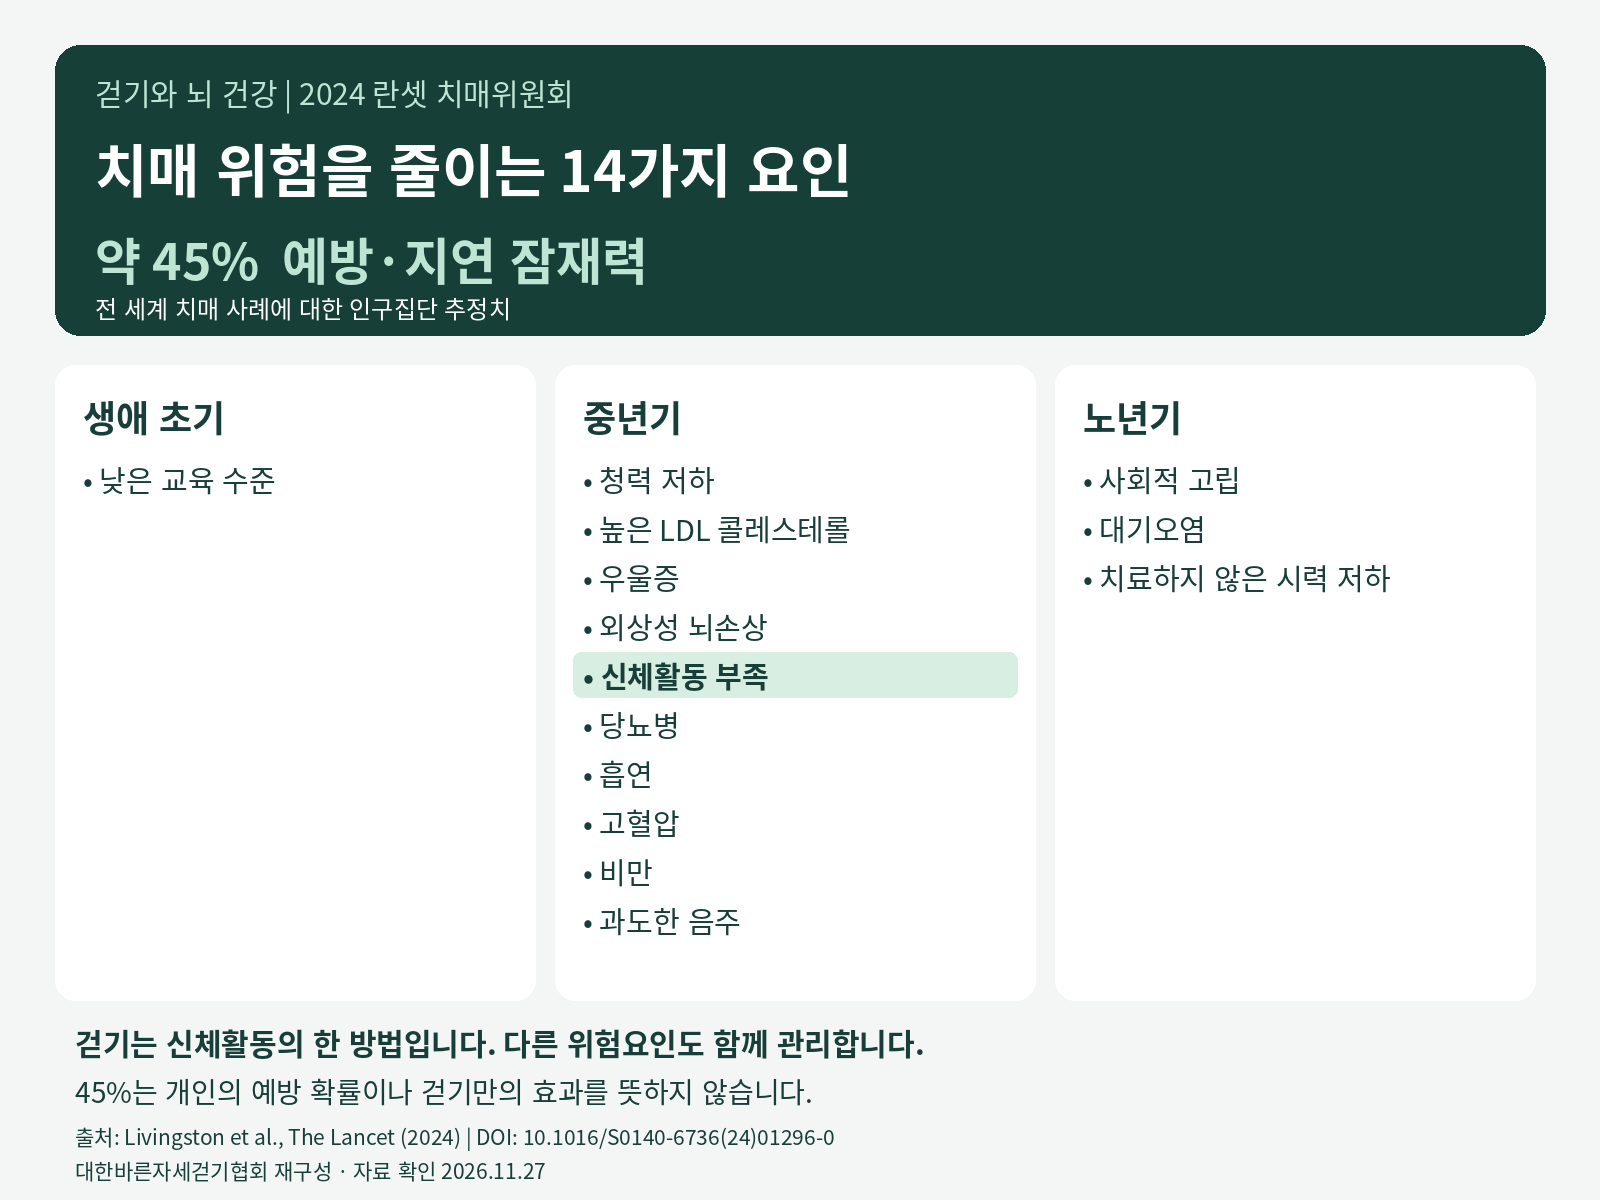 걷기와 뇌 건강 | 2024 란셋 치매위원회
치매 위험을 줄이는 14가지 요인
약 45% 예방·지연 잠재력
전 세계 치매 사례에 대한 인구집단 추정치
생애 초기
• 낮은 교육 수준
중년기
• 청력 저하
• 높은 LDL 콜레스테롤
• 우울증
• 외상성 뇌손상
• 신체활동 부족
• 당뇨병
• 흡연
• 고혈압
• 비만
• 과도한 음주
노년기
• 사회적 고립
• 대기오염
• 치료하지 않은 시력 저하
걷기는 신체활동의 한 방법입니다. 다른 위험요인도 함께 관리합니다.
45%는 개인의 예방 확률이나 걷기만의 효과를 뜻하지 않습니다.
출처: Livingston et al., The Lancet (2024) | DOI: 10.1016/S0140-6736(24)01296-0
대한바른자세걷기협회 재구성 · 자료 확인 2026.11.27